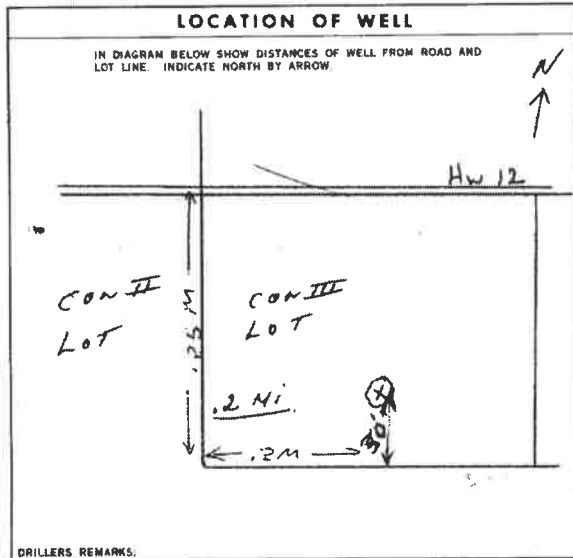 LOCATION OF WELL
IN DIAGRAM BELOW SHOW DISTANCES OF WELL FROM ROAD AND
LOT LINE. INDICATE NORTH BY ARROW.
N
Hw 12
CON II
LOT
.25 M
CON III
LOT
.2 Mi.
X
30'
.2M
DRILLERS REMARKS: